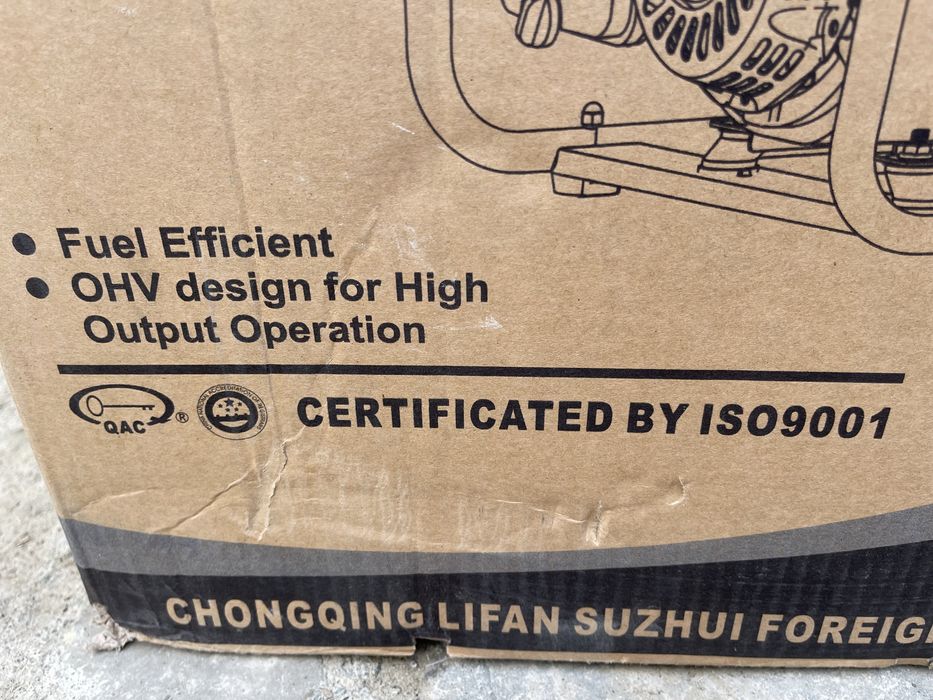 ● Fuel Efficient
● OHV design for High
Output Operation
QAC ® CERTIFICATED BY ISO9001
CHONGQING LIFAN SUZHUI